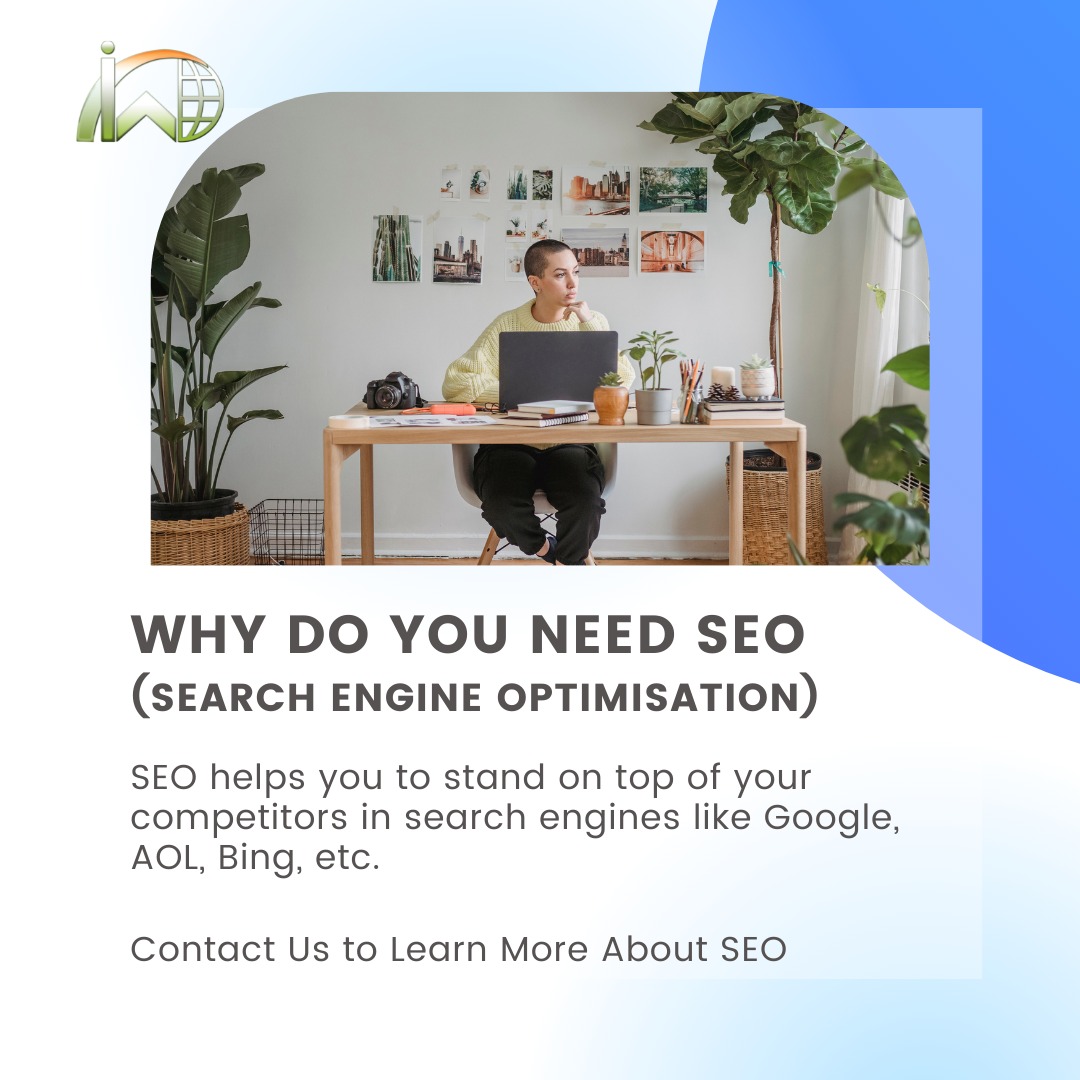 iW
WHY DO YOU NEED SEO
(SEARCH ENGINE OPTIMISATION)
SEO helps you to stand on top of your
competitors in search engines like Google,
AOL, Bing, etc.
Contact Us to Learn More About SEO